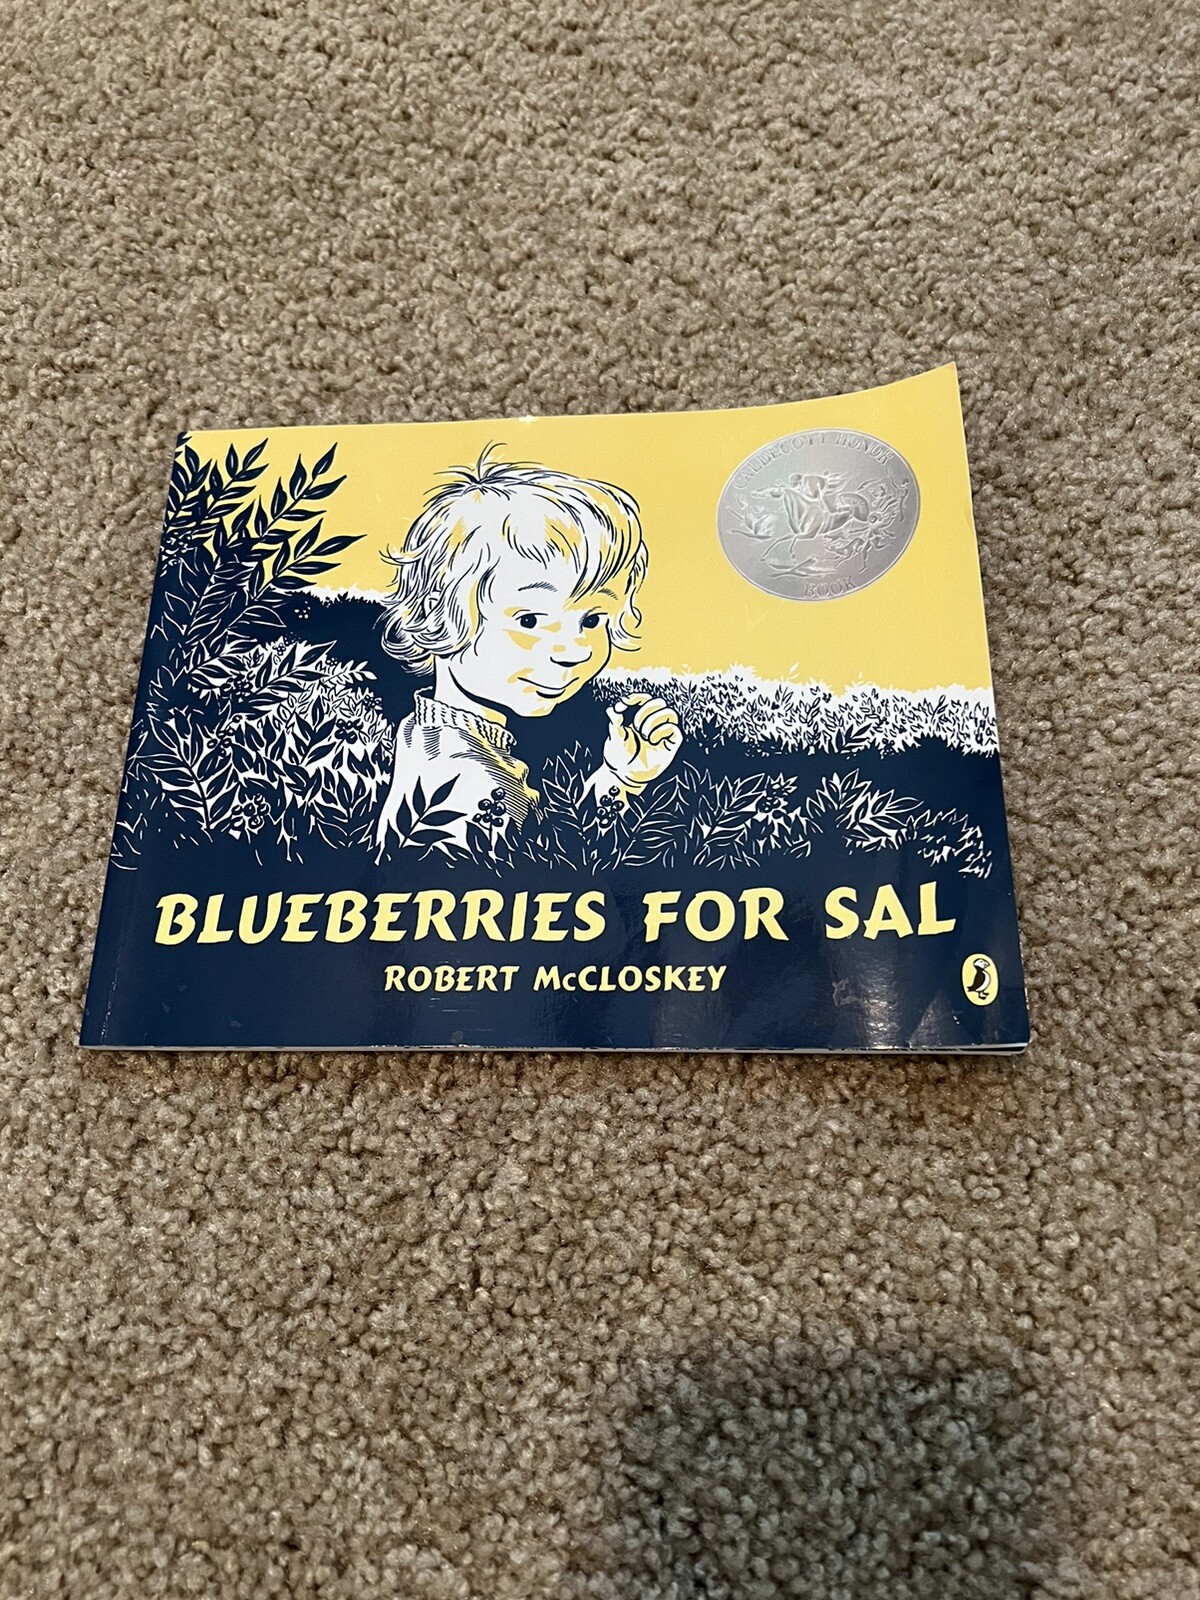 CALDECOTT HONOR
BOOK
BLUEBERRIES FOR SAL
ROBERT McCLOSKEY